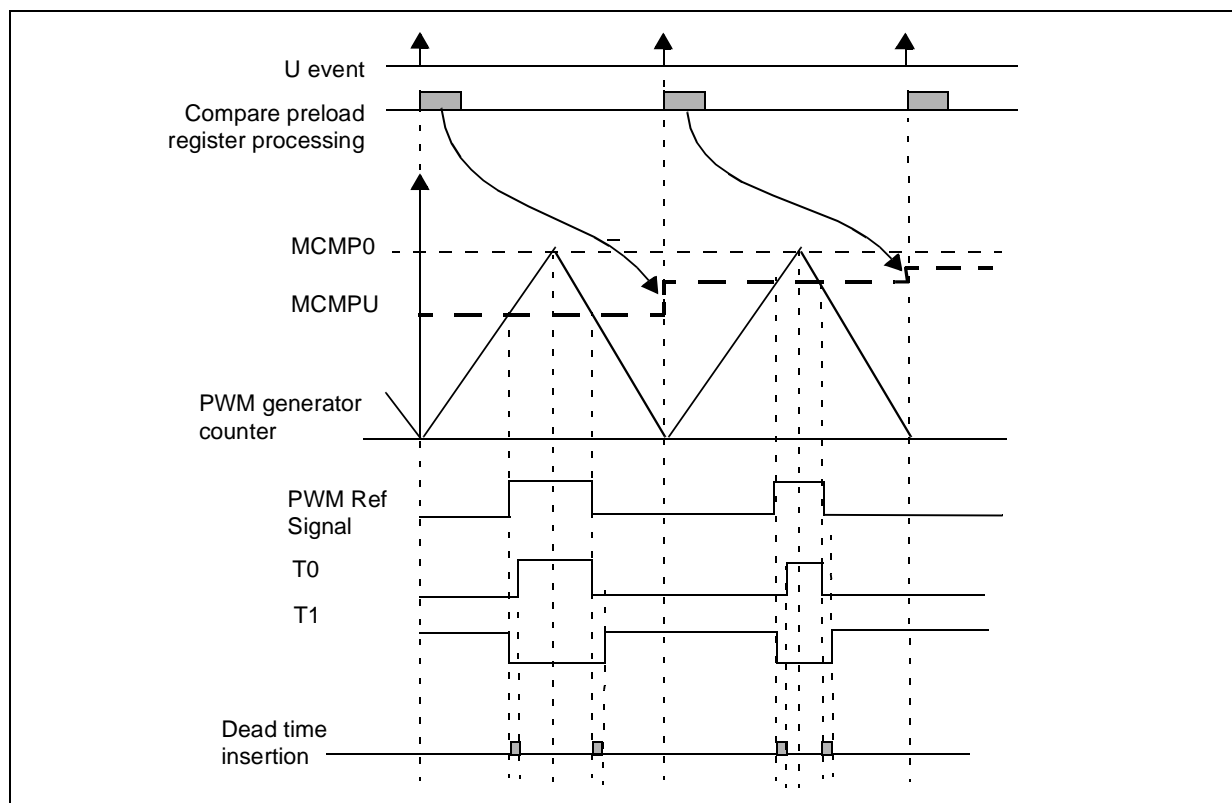 U event
Compare preload
register processing
MCMP0
MCMPU
PWM generator
counter
PWM Ref
Signal
T0
T1
Dead time
insertion